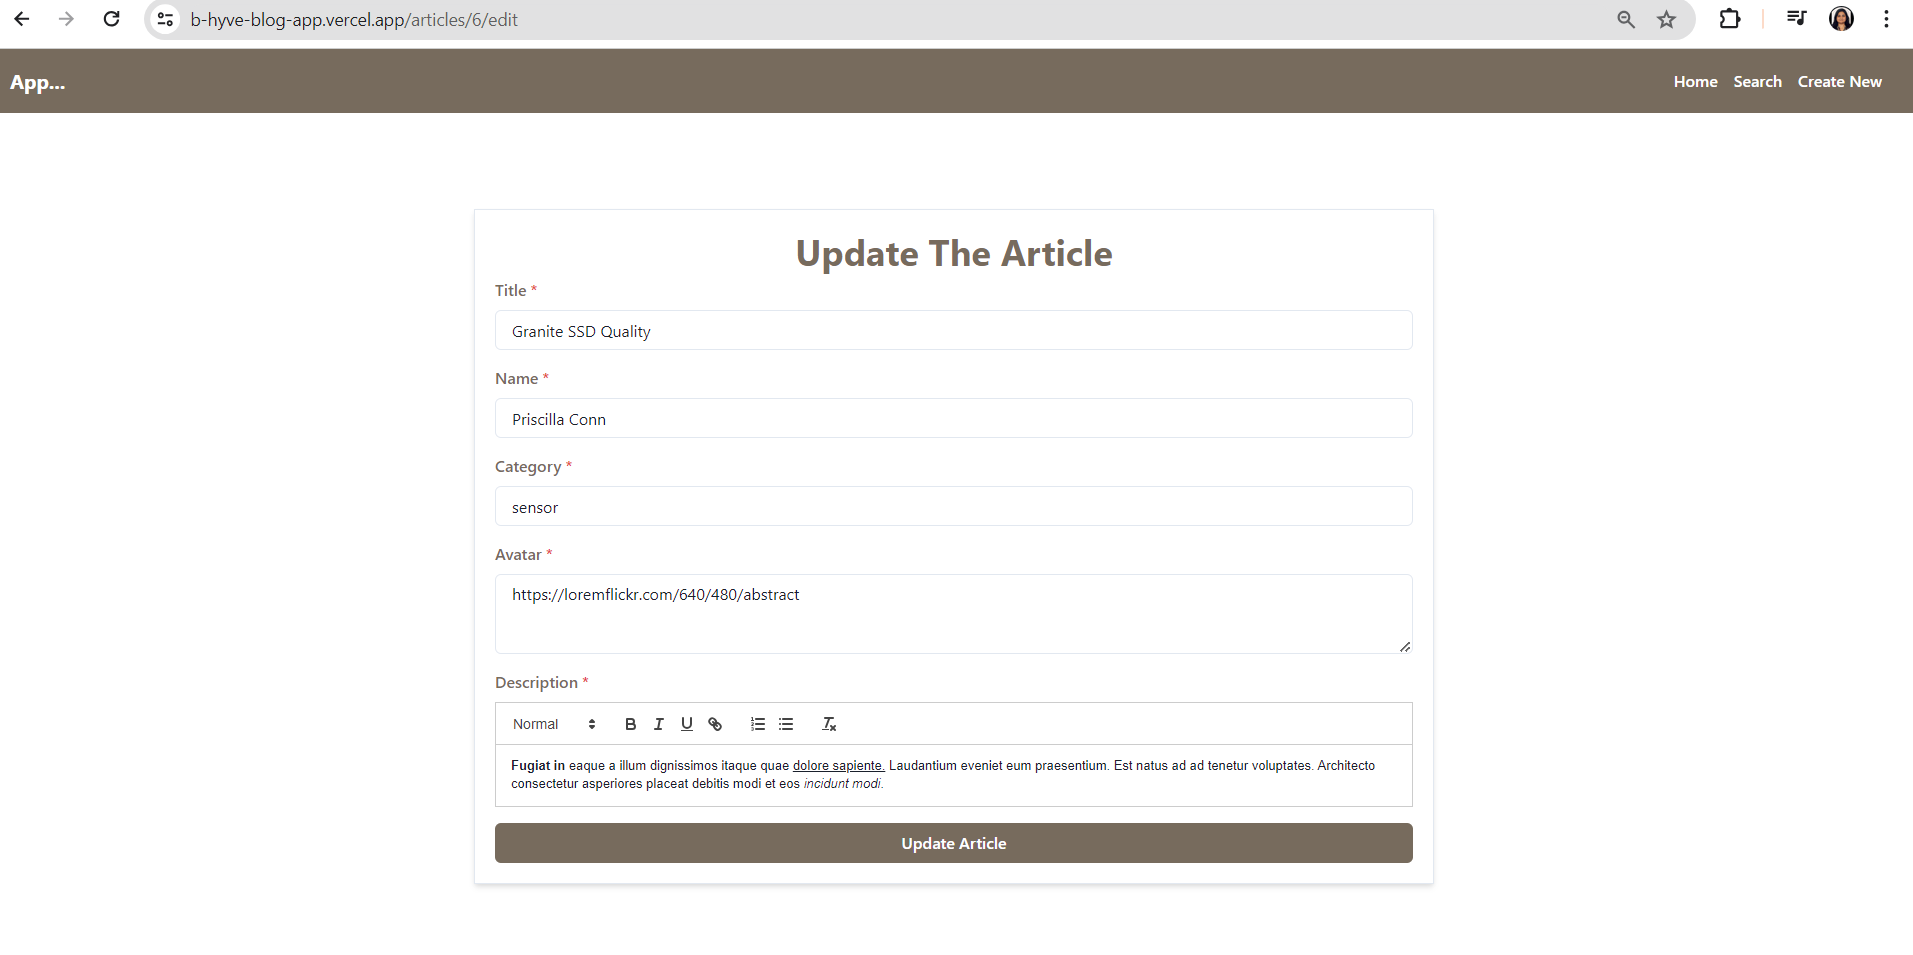 b-hyve-blog-app.vercel.app/articles/6/edit
App...
Home Search Create New
Update The Article
Title *
Granite SSD Quality
Name *
Priscilla Conn
Category *
sensor
Avatar *
https://loremflickr.com/640/480/abstract
Description *
Normal B I U
Fugiat in eaque a illum dignissimos itaque quae dolore sapiente. Laudantium eveniet eum praesentium. Est natus ad ad tenetur voluptates. Architecto
consectetur asperiores placeat debitis modi et eos incidunt modi.
Update Article